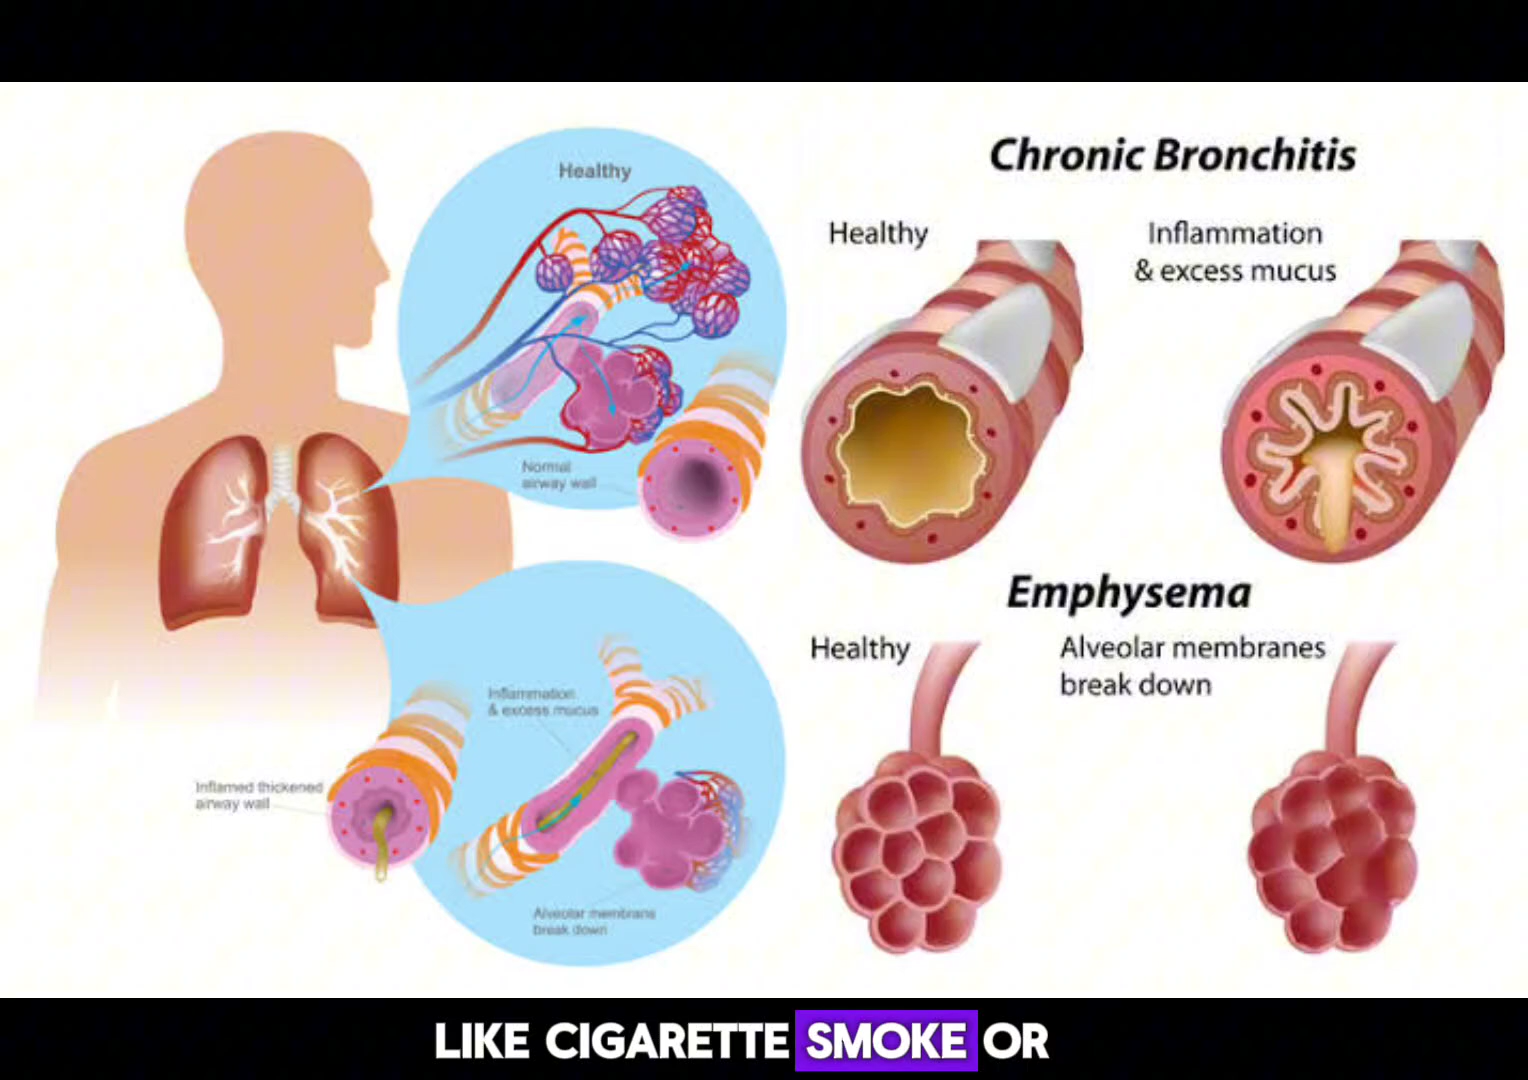 Healthy
Normal
airway wall
Inflammation
& excess mucus
Inflamed thickened
airway wall
Alveolar membrane
break down
Chronic Bronchitis
Healthy
Inflammation
& excess mucus
Emphysema
Healthy
Alveolar membranes
break down
LIKE CIGARETTE SMOKE OR